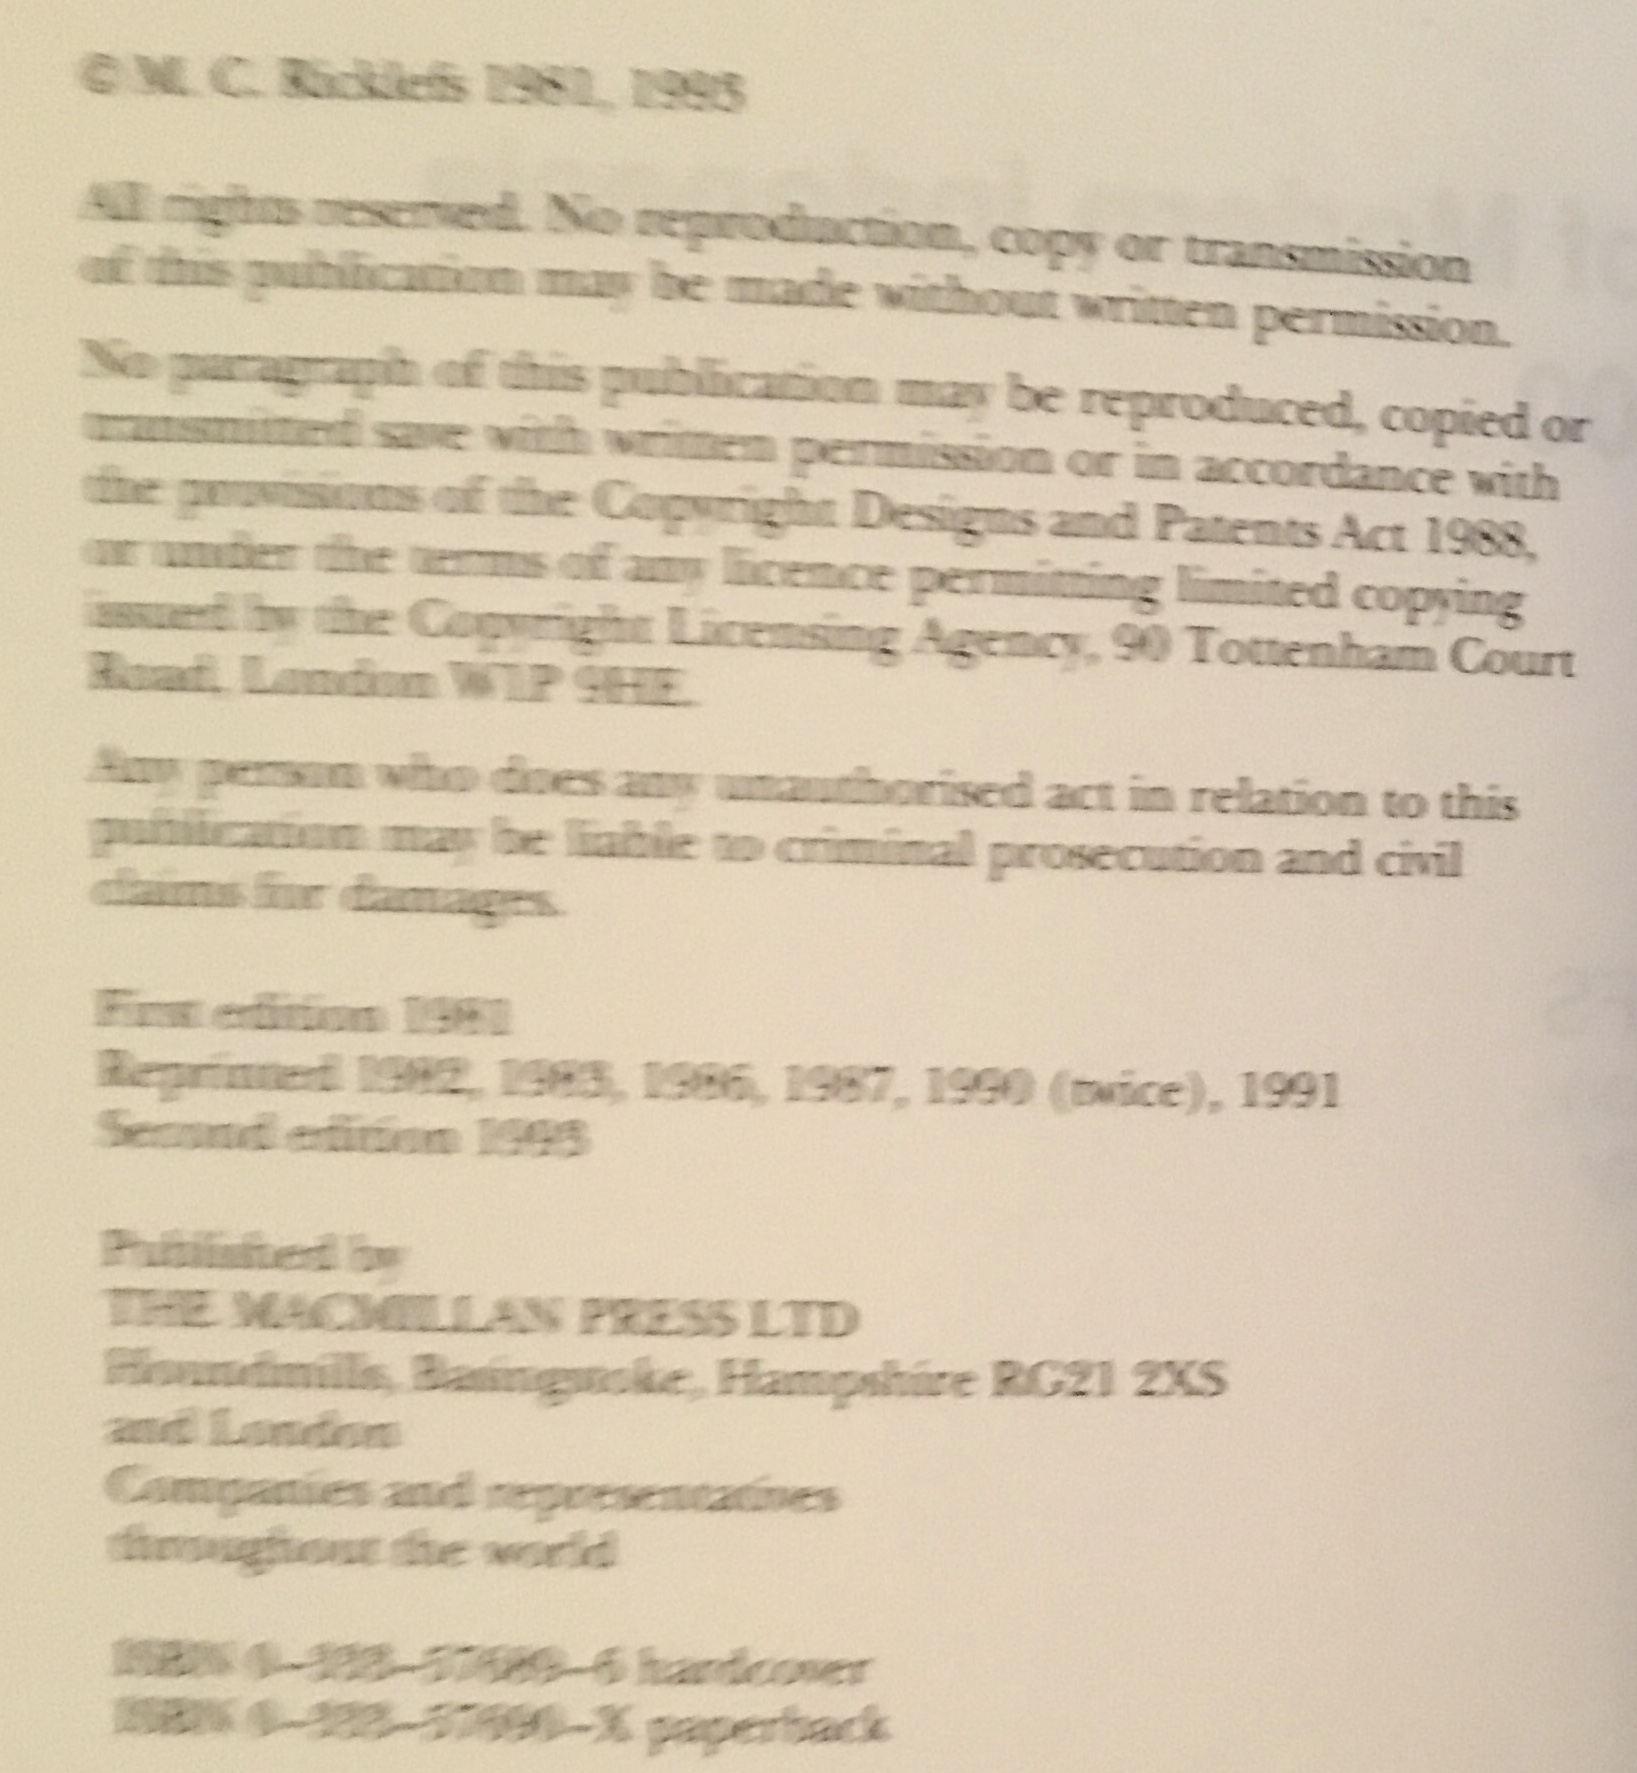 © M. C. Ricklefs 1981, 1993
All rights reserved. No reproduction, copy or transmission
of this publication may be made without written permission.
No paragraph of this publication may be reproduced, copied or
transmitted save with written permission or in accordance with
the provisions of the Copyright Designs and Patents Act 1988,
or under the terms of any licence permitting limited copying
issued by the Copyright Licensing Agency, 90 Tottenham Court
Road, London W1P 9HE.
Any person who does any unauthorised act in relation to this
publication may be liable to criminal prosecution and civil
claims for damages.
First edition 1981
Reprinted 1982, 1983, 1986, 1987, 1990 (twice), 1991
Second edition 1993
Published by
THE MACMILLAN PRESS LTD
Houndmills, Basingstoke, Hampshire RG21 2XS
and London
Companies and representatives
throughout the world
ISBN hardcover
ISBN paperback